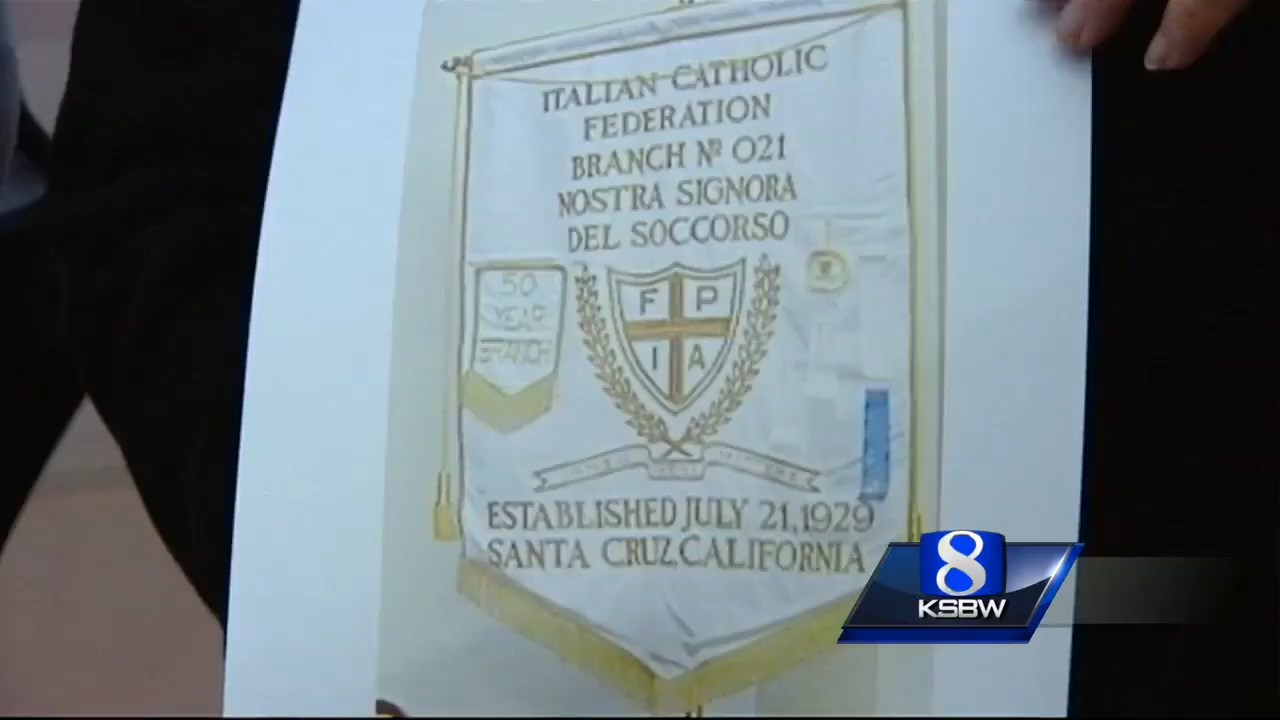 ITALIAN CATHOLIC
FEDERATION
BRANCH Nº 021
NOSTRA SIGNORA
DEL SOCCORSO
50
YEAR
BRANCH
F P
I A
ESTABLISHED JULY 21, 1929
SANTA CRUZ, CALIFORNIA
8
KSBW